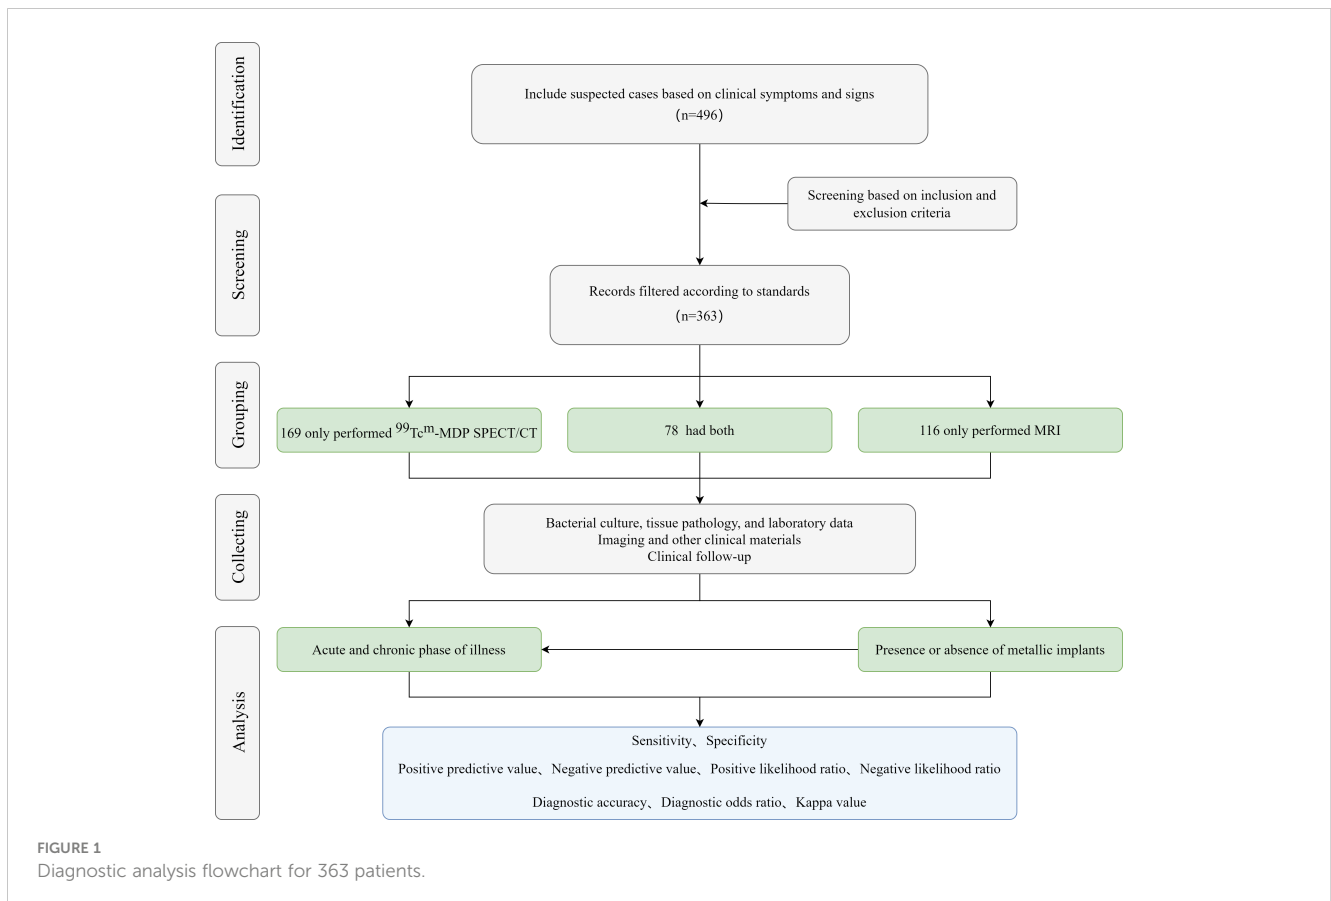 Identification
Include suspected cases based on clinical symptoms and signs
(n=496)
Screening based on inclusion and
exclusion criteria
Screening
Records filtered according to standards
(n=363)
Grouping
169 only performed ⁹⁹Tcᵐ-MDP SPECT/CT
78 had both
116 only performed MRI
Collecting
Bacterial culture, tissue pathology, and laboratory data
Imaging and other clinical materials
Clinical follow-up
Analysis
Acute and chronic phase of illness
Presence or absence of metallic implants
Sensitivity、Specificity
Positive predictive value、Negative predictive value、Positive likelihood ratio、Negative likelihood ratio
Diagnostic accuracy、Diagnostic odds ratio、Kappa value
FIGURE 1
Diagnostic analysis flowchart for 363 patients.